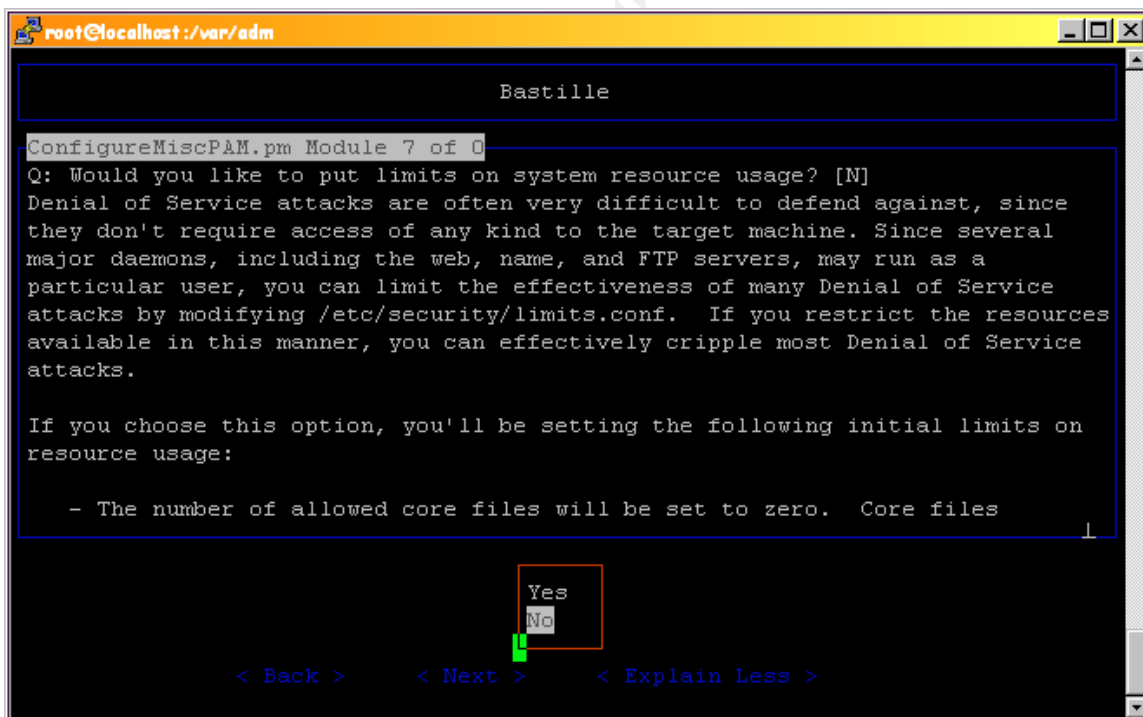 root@localhost:/var/adm
Bastille
ConfigureMiscPAM.pm Module 7 of 0
Q: Would you like to put limits on system resource usage? [N]
Denial of Service attacks are often very difficult to defend against, since
they don't require access of any kind to the target machine. Since several
major daemons, including the web, name, and FTP servers, may run as a
particular user, you can limit the effectiveness of many Denial of Service
attacks by modifying /etc/security/limits.conf.  If you restrict the resources
available in this manner, you can effectively cripple most Denial of Service
attacks.
If you choose this option, you'll be setting the following initial limits on
resource usage:
- The number of allowed core files will be set to zero.  Core files
Yes
No
< Back > < Next > < Explain Less >